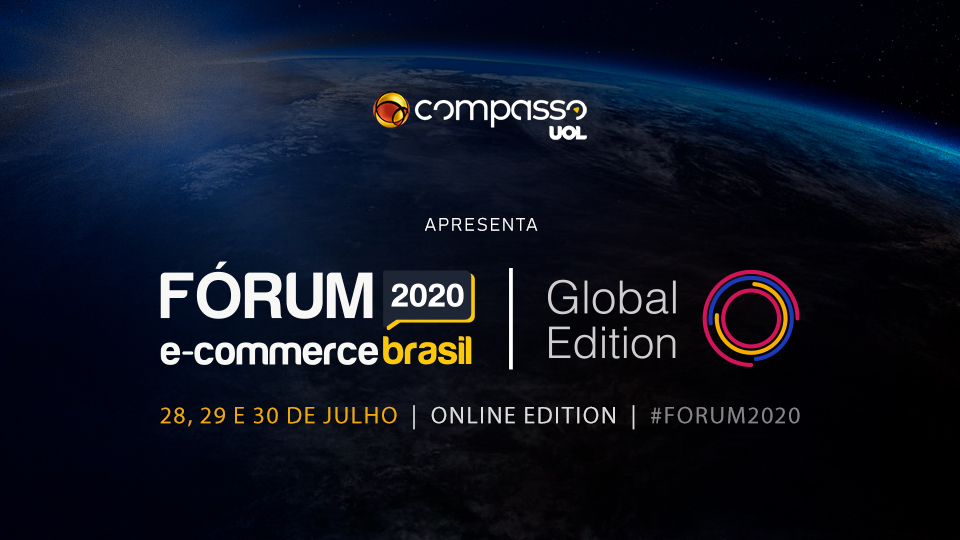 compasso
UOL
APRESENTA
FÓRUM 2020
e-commerce brasil
Global
Edition
28, 29 E 30 DE JULHO | ONLINE EDITION | #FORUM2020